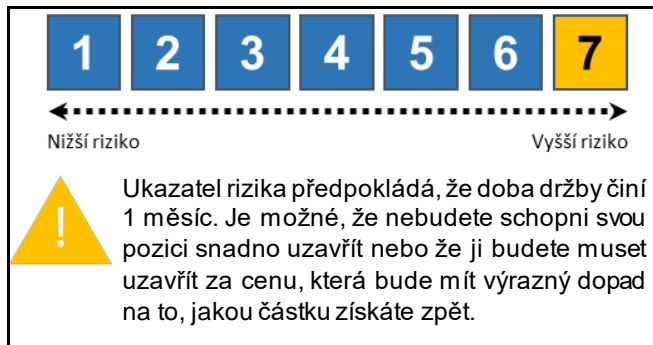 1 2 3 4 5 6 7
Nižší riziko Vyšší riziko
!
Ukazatel rizika předpokládá, že doba držby činí
1 měsíc. Je možné, že nebudete schopni svou
pozici snadno uzavřít nebo že ji budete muset
uzavřít za cenu, která bude mít výrazný dopad
na to, jakou částku získáte zpět.